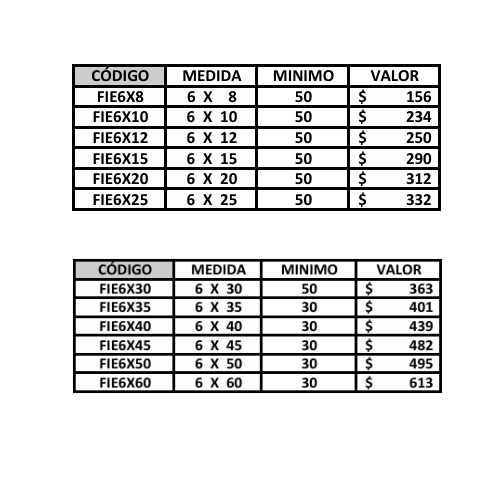 CÓDIGO MEDIDA MINIMO VALOR
FIE6X8 6 X 8 50 $ 156
FIE6X10 6 X 10 50 $ 234
FIE6X12 6 X 12 50 $ 250
FIE6X15 6 X 15 50 $ 290
FIE6X20 6 X 20 50 $ 312
FIE6X25 6 X 25 50 $ 332
CÓDIGO MEDIDA MINIMO VALOR
FIE6X30 6 X 30 50 $ 363
FIE6X35 6 X 35 30 $ 401
FIE6X40 6 X 40 30 $ 439
FIE6X45 6 X 45 30 $ 482
FIE6X50 6 X 50 30 $ 495
FIE6X60 6 X 60 30 $ 613